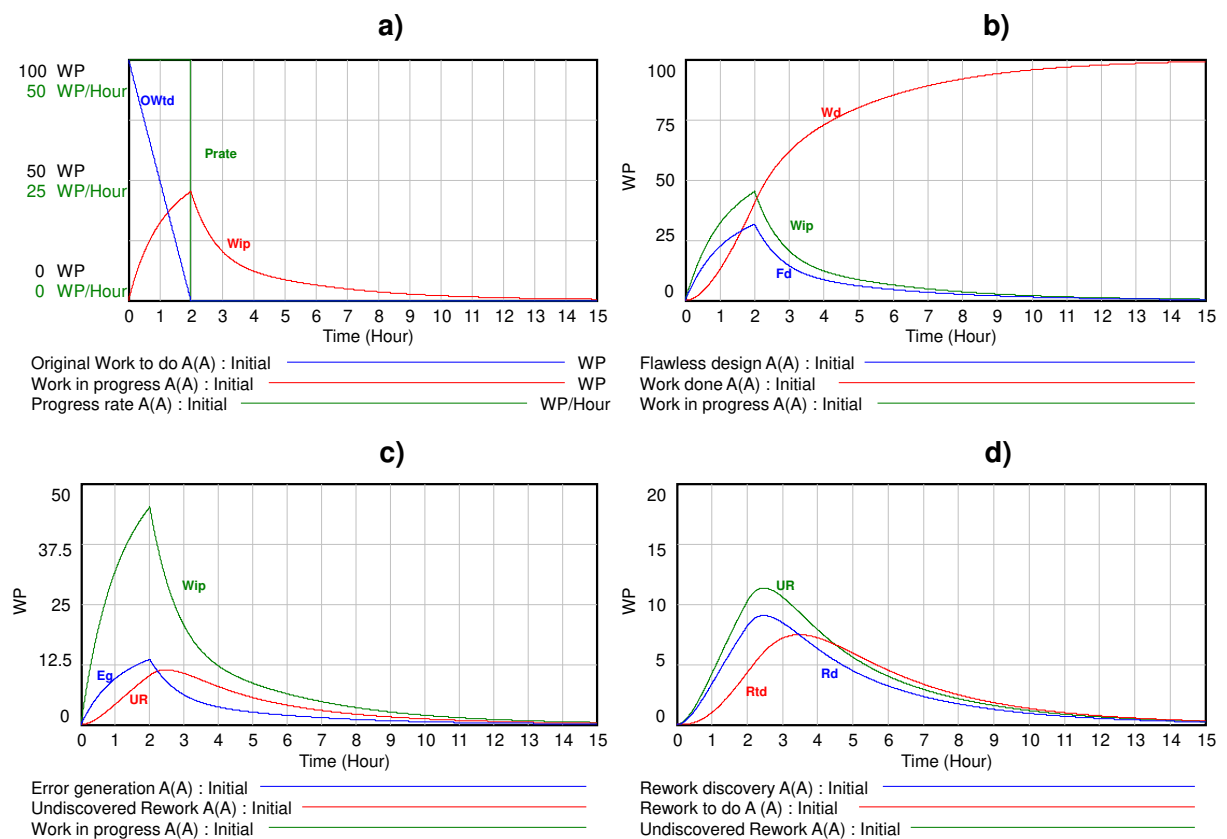 a)
100 WP
50 WP/Hour
OWtd
Prate
50 WP
25 WP/Hour
Wip
0 WP
0 WP/Hour
0 1 2 3 4 5 6 7 8 9 10 11 12 13 14 15
Time (Hour)
Original Work to do A(A) : Initial WP
Work in progress A(A) : Initial WP
Progress rate A(A) : Initial WP/Hour
b)
100
Wd
75
WP
50
Wip
25
Fd
0
0 1 2 3 4 5 6 7 8 9 10 11 12 13 14 15
Time (Hour)
Flawless design A(A) : Initial
Work done A(A) : Initial
Work in progress A(A) : Initial
c)
50
37.5
Wip
WP
25
12.5
Eg
UR
0
0 1 2 3 4 5 6 7 8 9 10 11 12 13 14 15
Time (Hour)
Error generation A(A) : Initial
Undiscovered Rework A(A) : Initial
Work in progress A(A) : Initial
d)
20
15
UR
WP
10
Rd
5
Rtd
0
0 1 2 3 4 5 6 7 8 9 10 11 12 13 14 15
Time (Hour)
Rework discovery A(A) : Initial
Rework to do A (A) : Initial
Undiscovered Rework A(A) : Initial